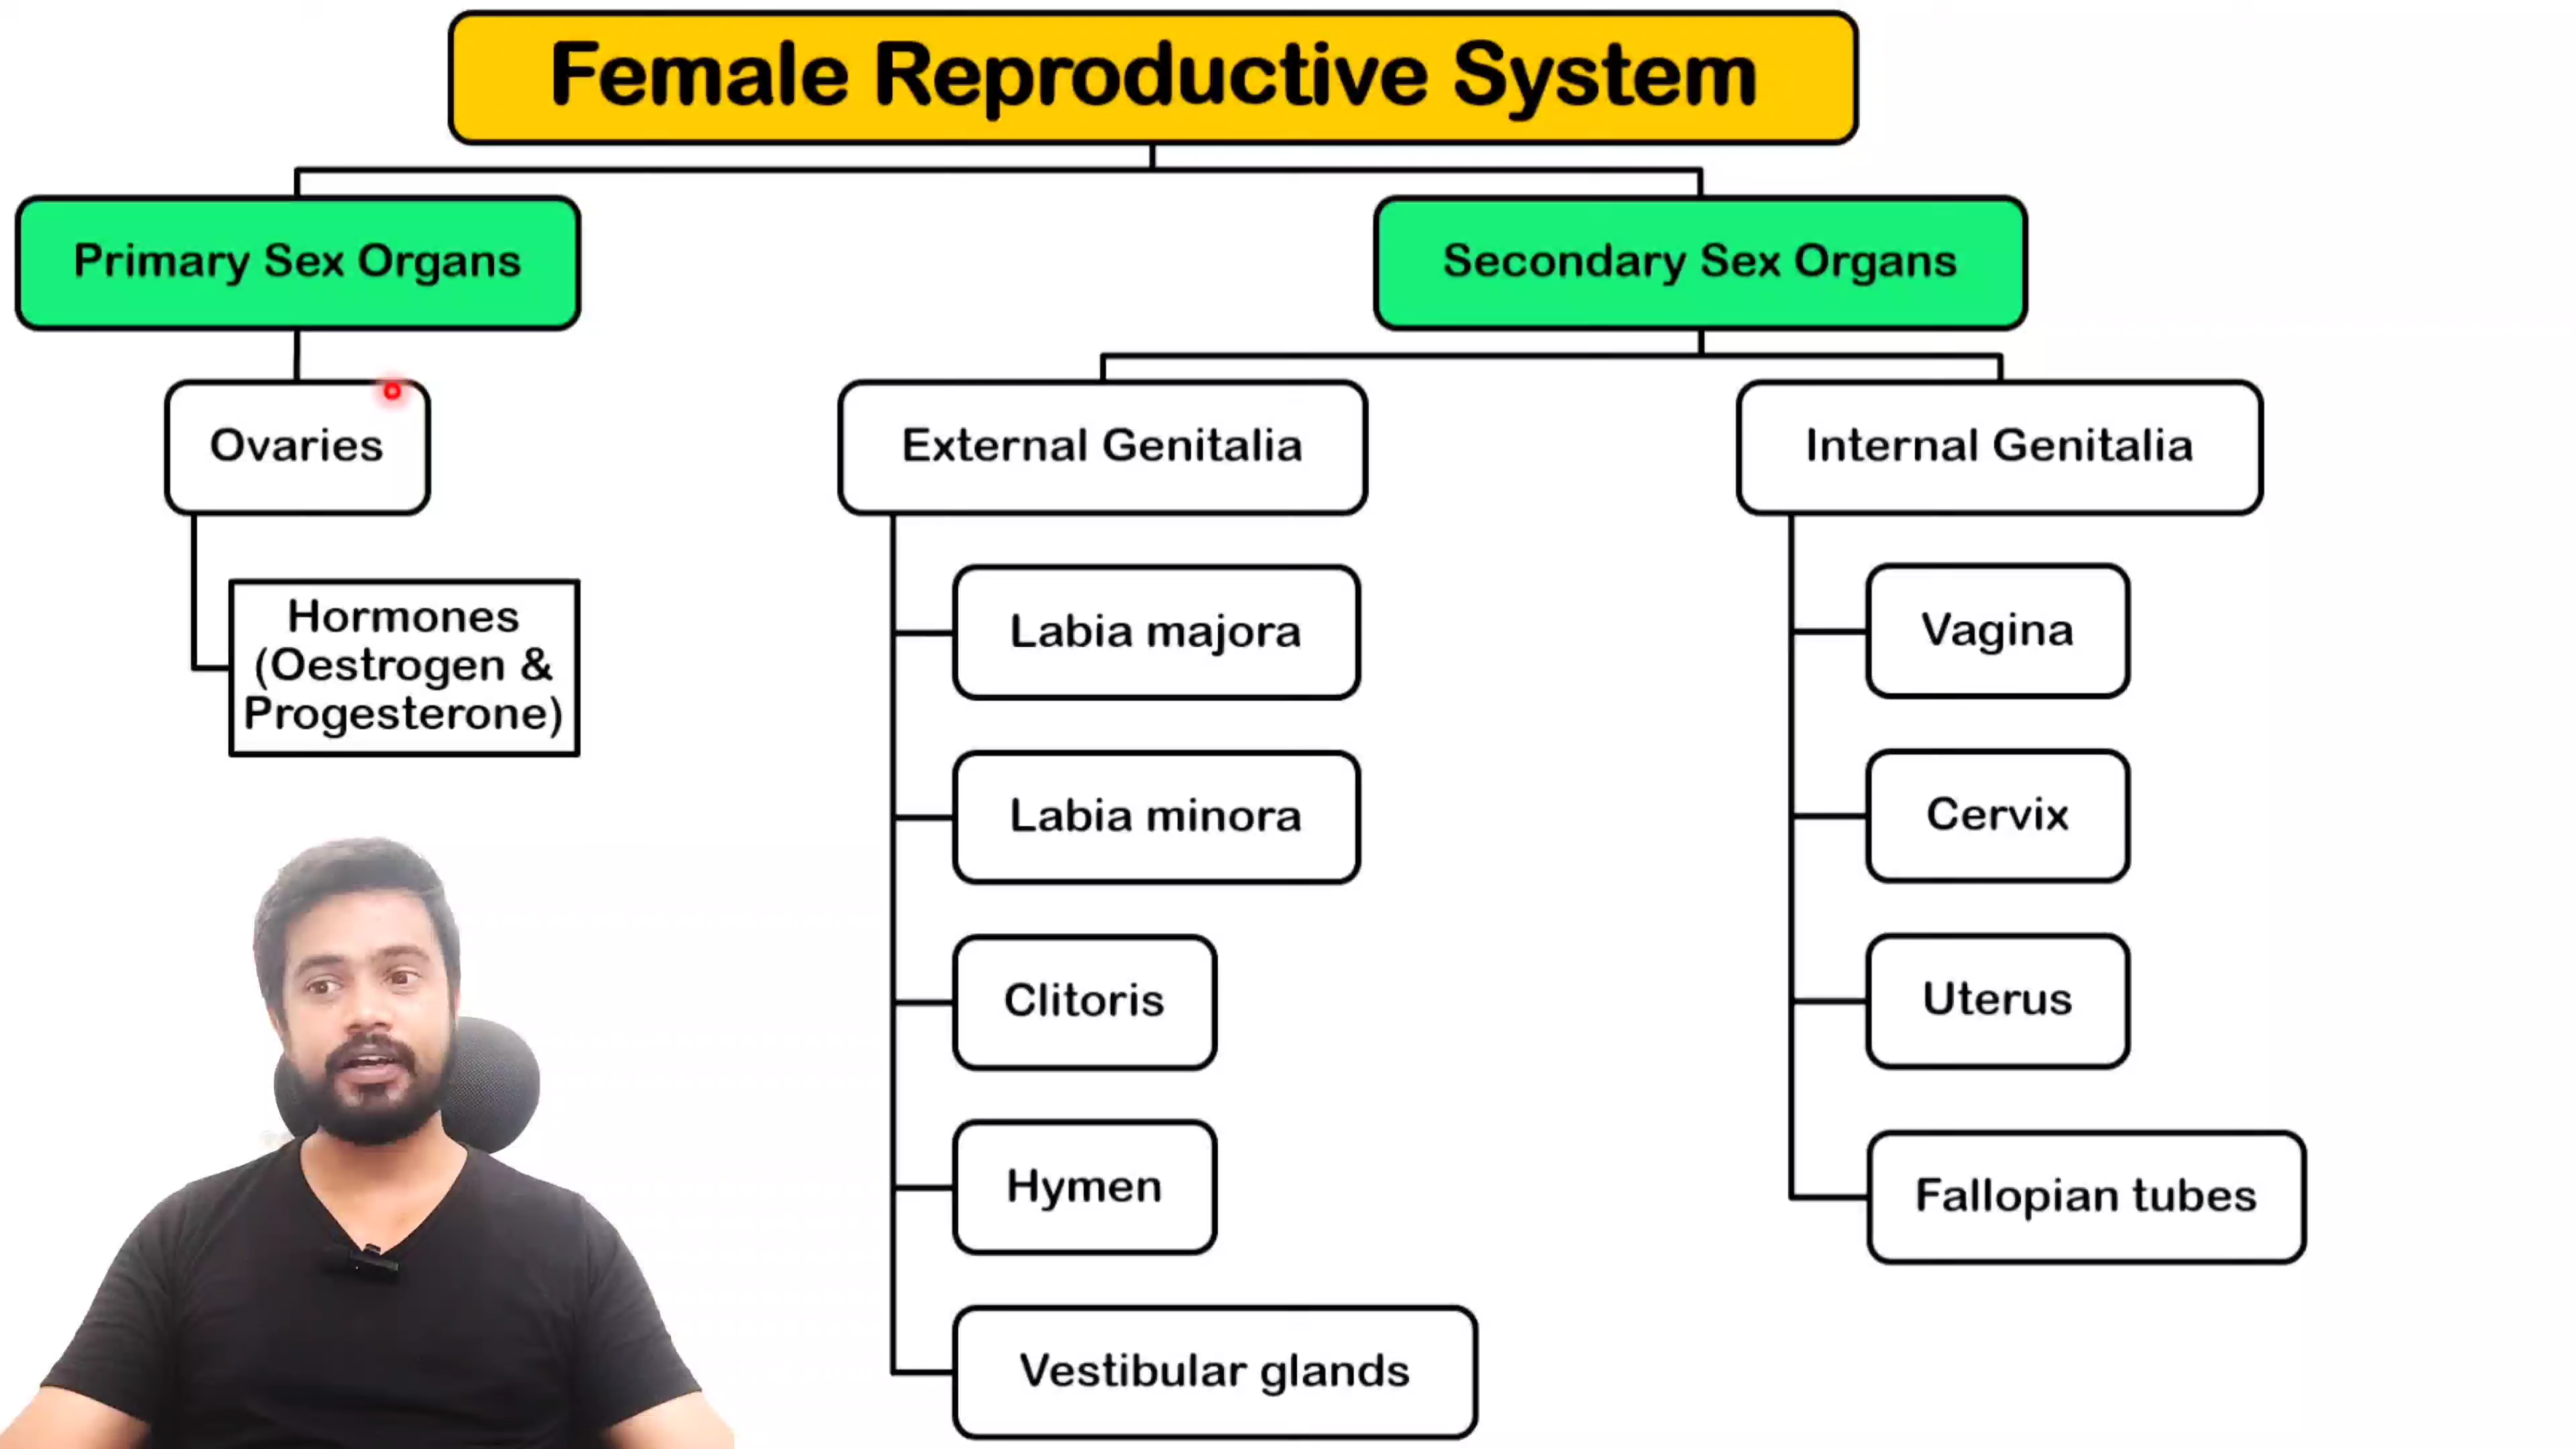 Female Reproductive System
Primary Sex Organs
Secondary Sex Organs
Ovaries
External Genitalia
Internal Genitalia
Hormones
(Oestrogen &
Progesterone)
Labia majora
Labia minora
Clitoris
Hymen
Vestibular glands
Vagina
Cervix
Uterus
Fallopian tubes